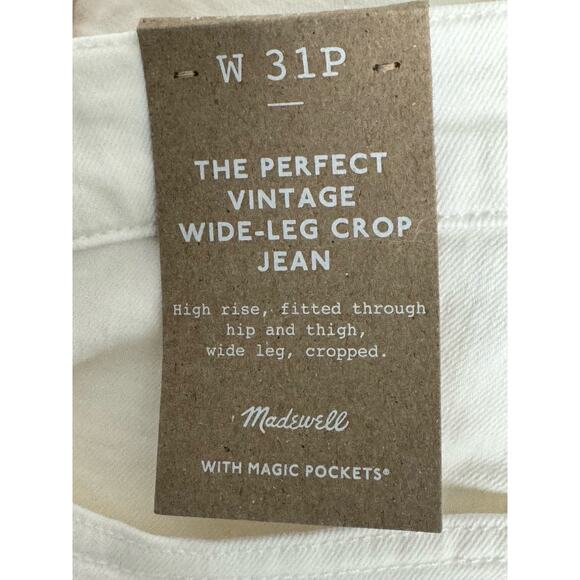 W 31P
THE PERFECT
VINTAGE
WIDE-LEG CROP
JEAN
High rise, fitted through
hip and thigh,
wide leg, cropped.
Madewell
WITH MAGIC POCKETS®